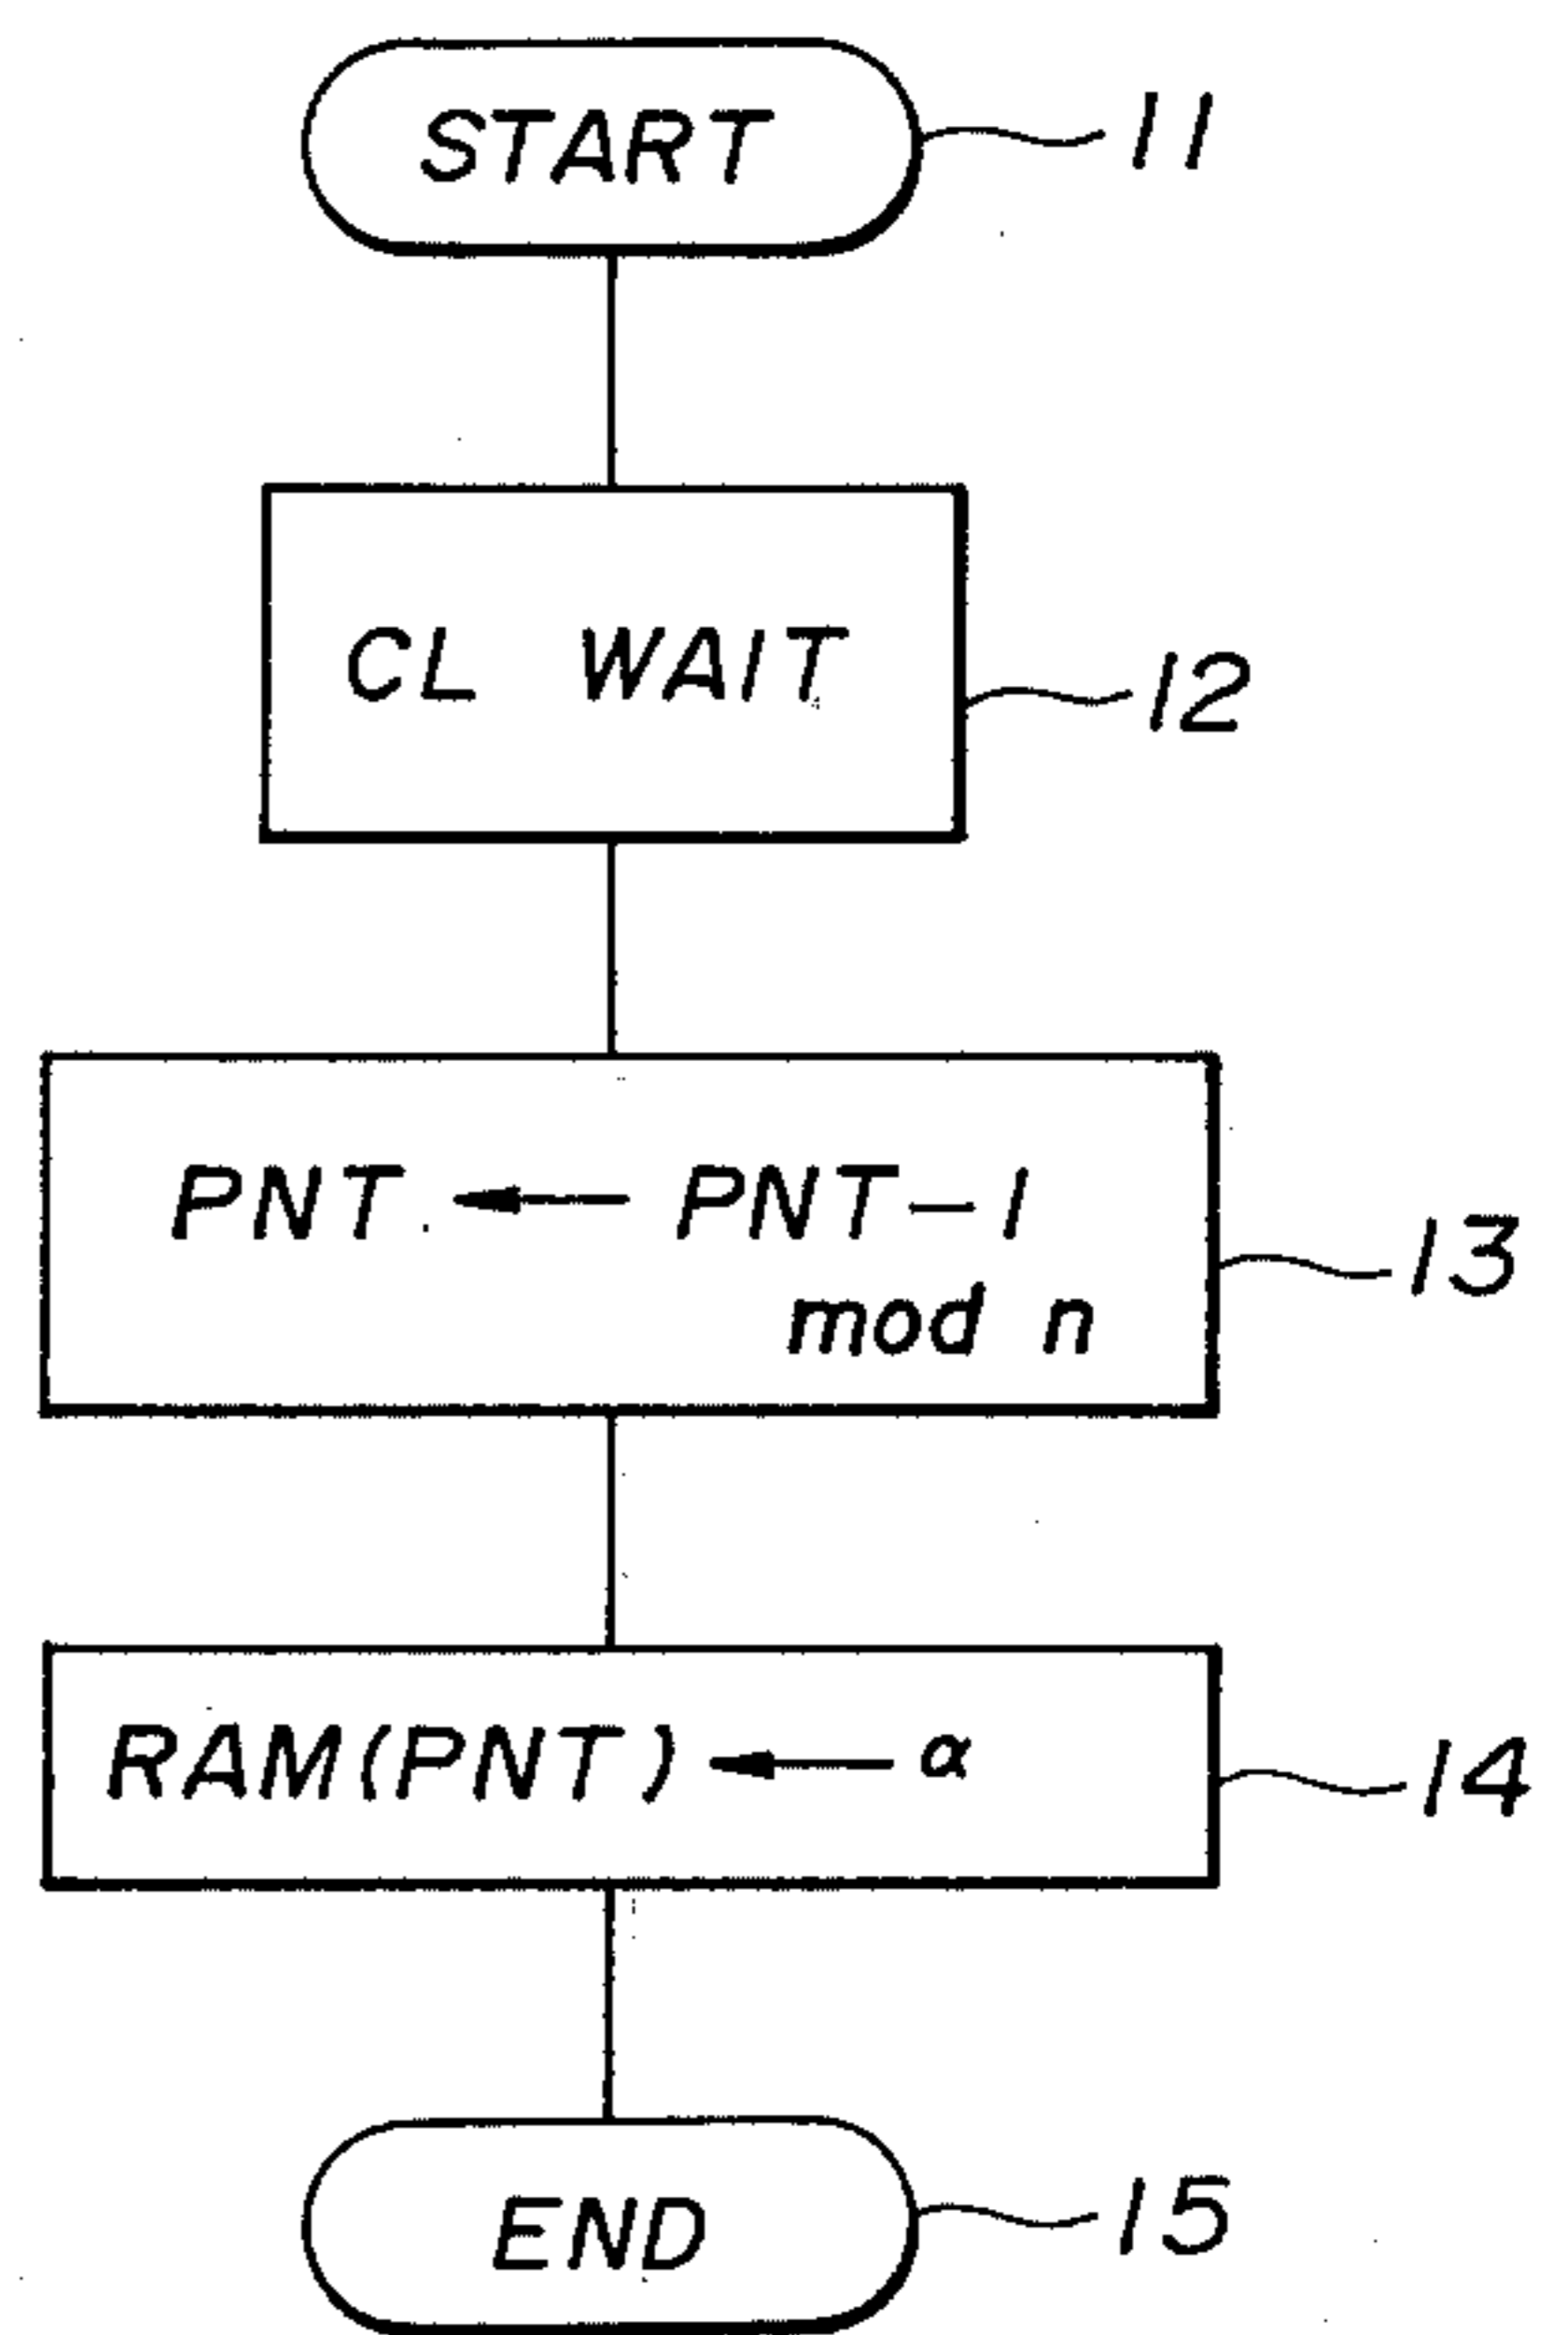 START 11
CL WAIT 12
PNT ← PNT-1
mod n 13
RAM(PNT) ← α 14
END 15